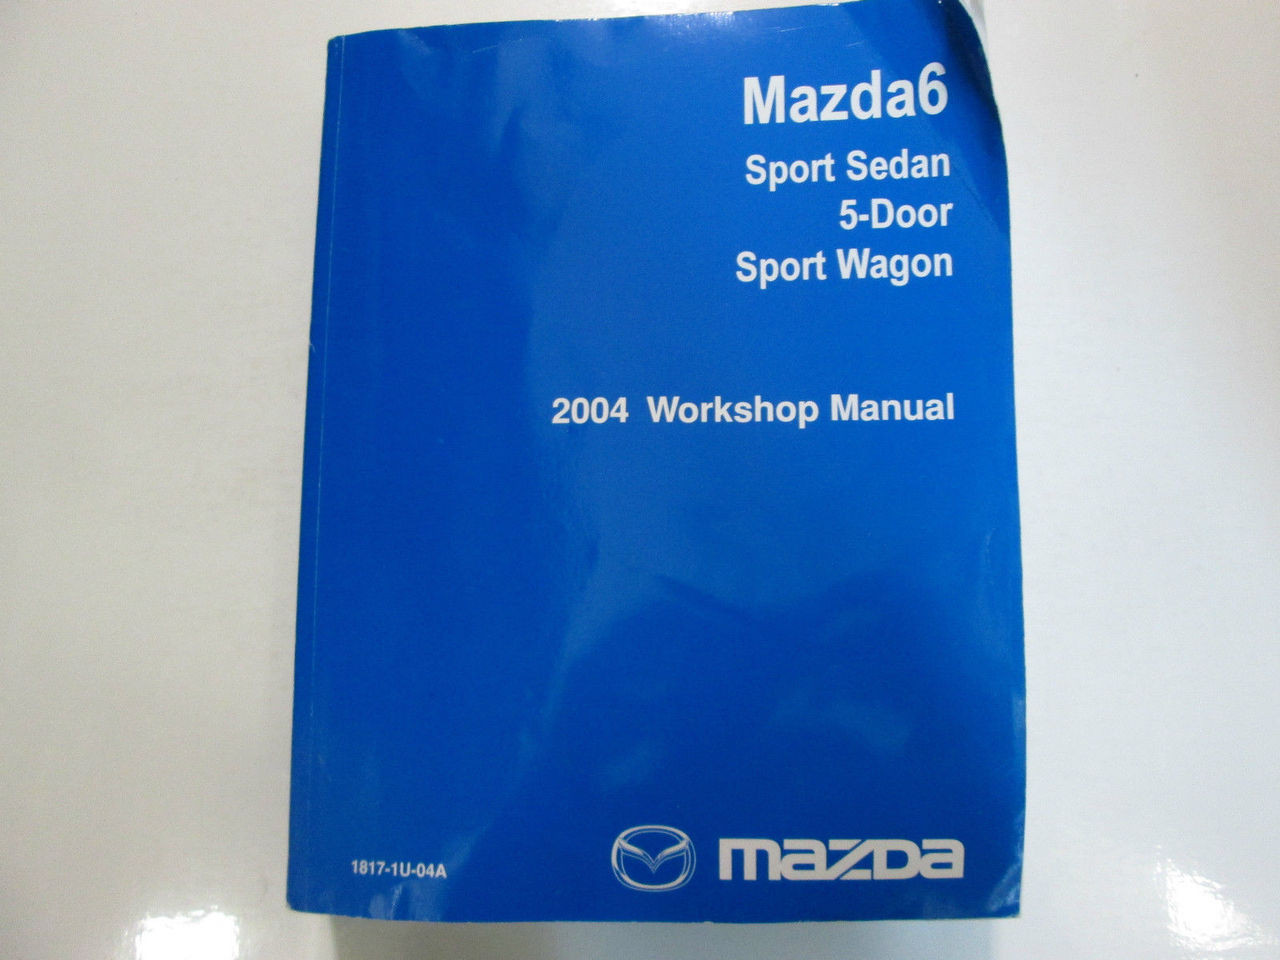 Mazda6
Sport Sedan
5-Door
Sport Wagon
2004 Workshop Manual
1817-1U-04A
mazda